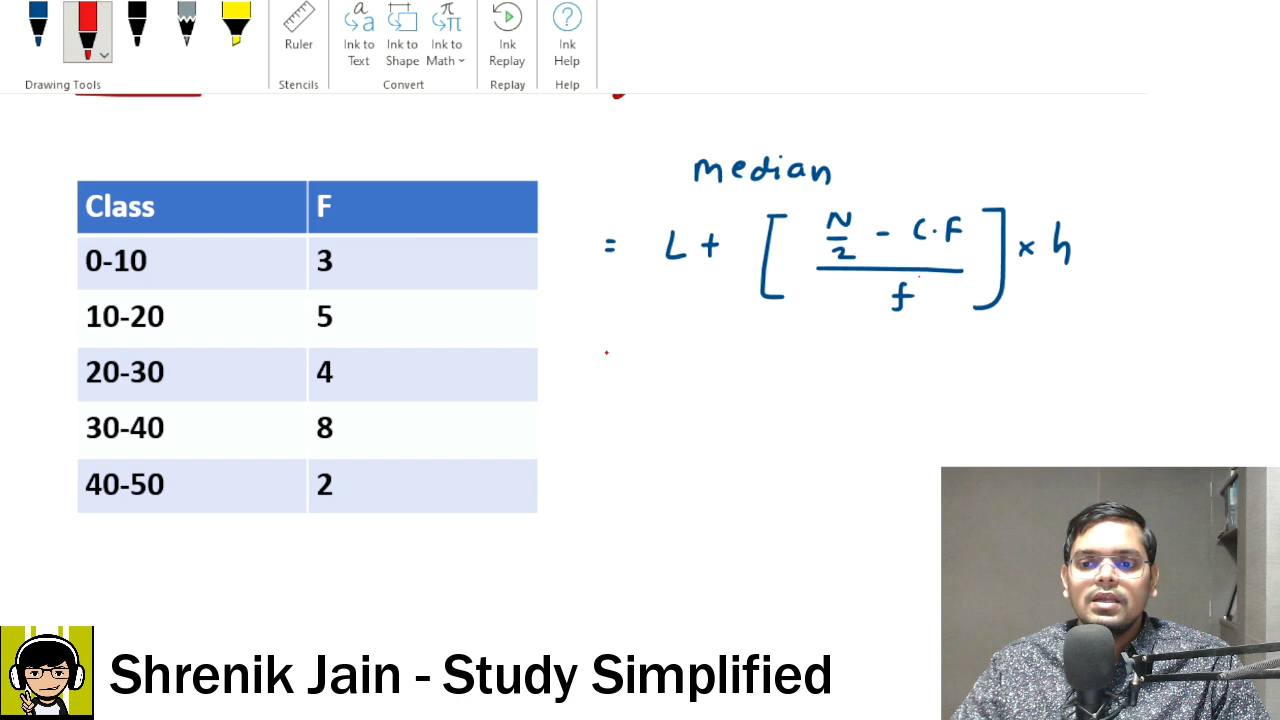 Ruler
Ink to Text
Ink to Shape
Ink to Math
Ink Replay
Ink Help
Drawing Tools
Stencils
Convert
Replay
Help
median
= L + [ N/2 - C.F / f ] × h
Class F
0-10 3
10-20 5
20-30 4
30-40 8
40-50 2
Shrenik Jain - Study Simplified